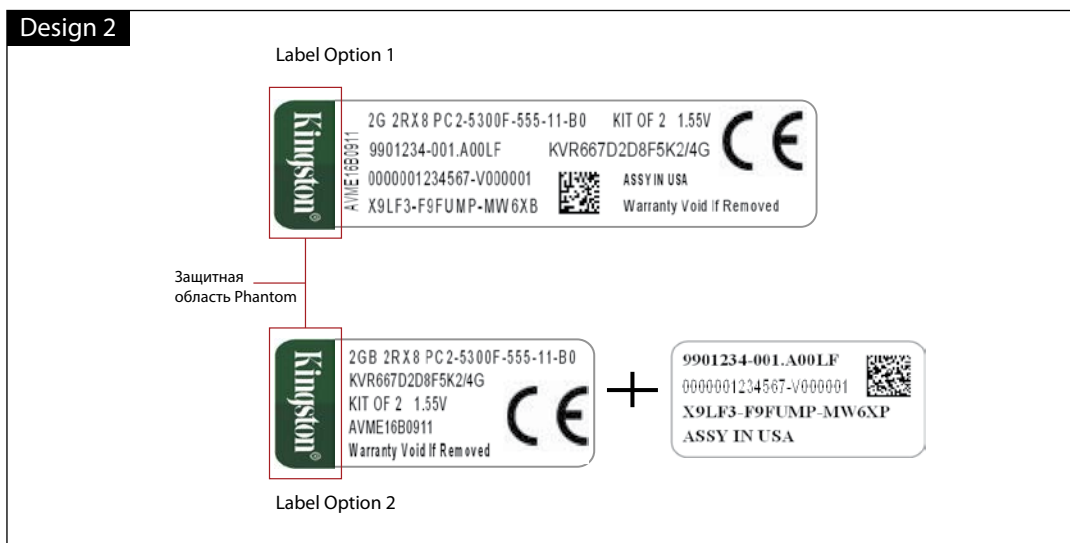 Design 2
Label Option 1
Kingston®
AVME16B0911
2G 2RX8 PC2-5300F-555-11-B0 KIT OF 2 1.55V
9901234-001.A00LF KVR667D2D8F5K2/4G
0000001234567-V000001 ASSY IN USA
X9LF3-F9FUMP-MW6XB Warranty Void If Removed
CE
Защитная
область Phantom
Kingston®
2GB 2RX8 PC2-5300F-555-11-B0
KVR667D2D8F5K2/4G
KIT OF 2 1.55V
AVME16B0911
Warranty Void If Removed
CE
+
9901234-001.A00LF
0000001234567-V000001
X9LF3-F9FUMP-MW6XP
ASSY IN USA
Label Option 2